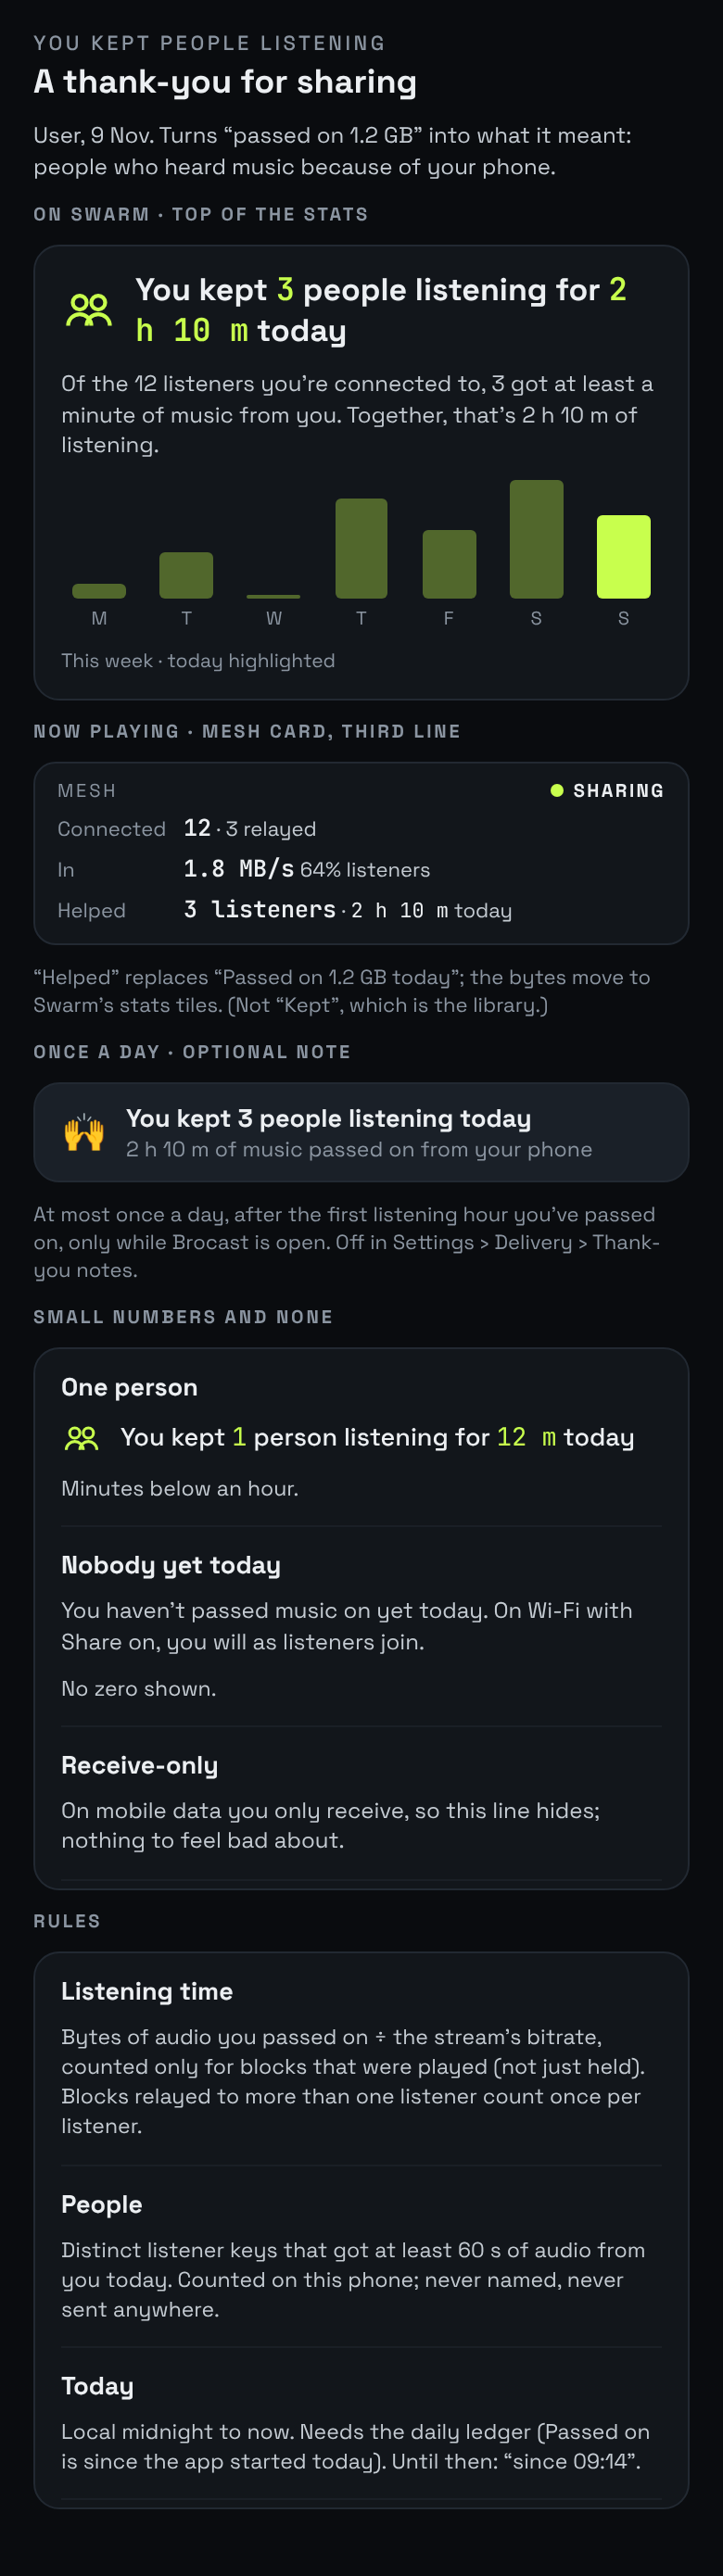 YOU KEPT PEOPLE LISTENING
A thank-you for sharing
User, 9 Nov. Turns “passed on 1.2 GB” into what it meant:
people who heard music because of your phone.
ON SWARM · TOP OF THE STATS
You kept 3 people listening for 2
h 10 m today
Of the 12 listeners you’re connected to, 3 got at least a
minute of music from you. Together, that’s 2 h 10 m of
listening.
M T W T F S S
This week · today highlighted
NOW PLAYING · MESH CARD, THIRD LINE
MESH SHARING
Connected 12 · 3 relayed
In 1.8 MB/s 64% listeners
Helped 3 listeners · 2 h 10 m today
“Helped” replaces “Passed on 1.2 GB today”; the bytes move to
Swarm’s stats tiles. (Not “Kept”, which is the library.)
ONCE A DAY · OPTIONAL NOTE
You kept 3 people listening today
2 h 10 m of music passed on from your phone
At most once a day, after the first listening hour you’ve passed
on, only while Brocast is open. Off in Settings › Delivery › Thank-
you notes.
SMALL NUMBERS AND NONE
One person
You kept 1 person listening for 12 m today
Minutes below an hour.
Nobody yet today
You haven’t passed music on yet today. On Wi-Fi with
Share on, you will as listeners join.
No zero shown.
Receive-only
On mobile data you only receive, so this line hides;
nothing to feel bad about.
RULES
Listening time
Bytes of audio you passed on ÷ the stream’s bitrate,
counted only for blocks that were played (not just held).
Blocks relayed to more than one listener count once per
listener.
People
Distinct listener keys that got at least 60 s of audio from
you today. Counted on this phone; never named, never
sent anywhere.
Today
Local midnight to now. Needs the daily ledger (Passed on
is since the app started today). Until then: “since 09:14”.